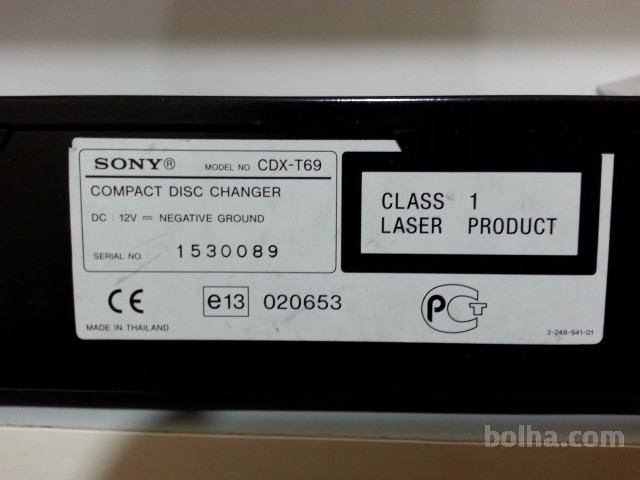 SONY® MODEL NO. CDX-T69
COMPACT DISC CHANGER
DC : 12V ⎓ NEGATIVE GROUND
SERIAL NO. 1530089
CLASS 1
LASER PRODUCT
CE
e13 020653
PCT
MADE IN THAILAND
3-248-941-01
bolha.com